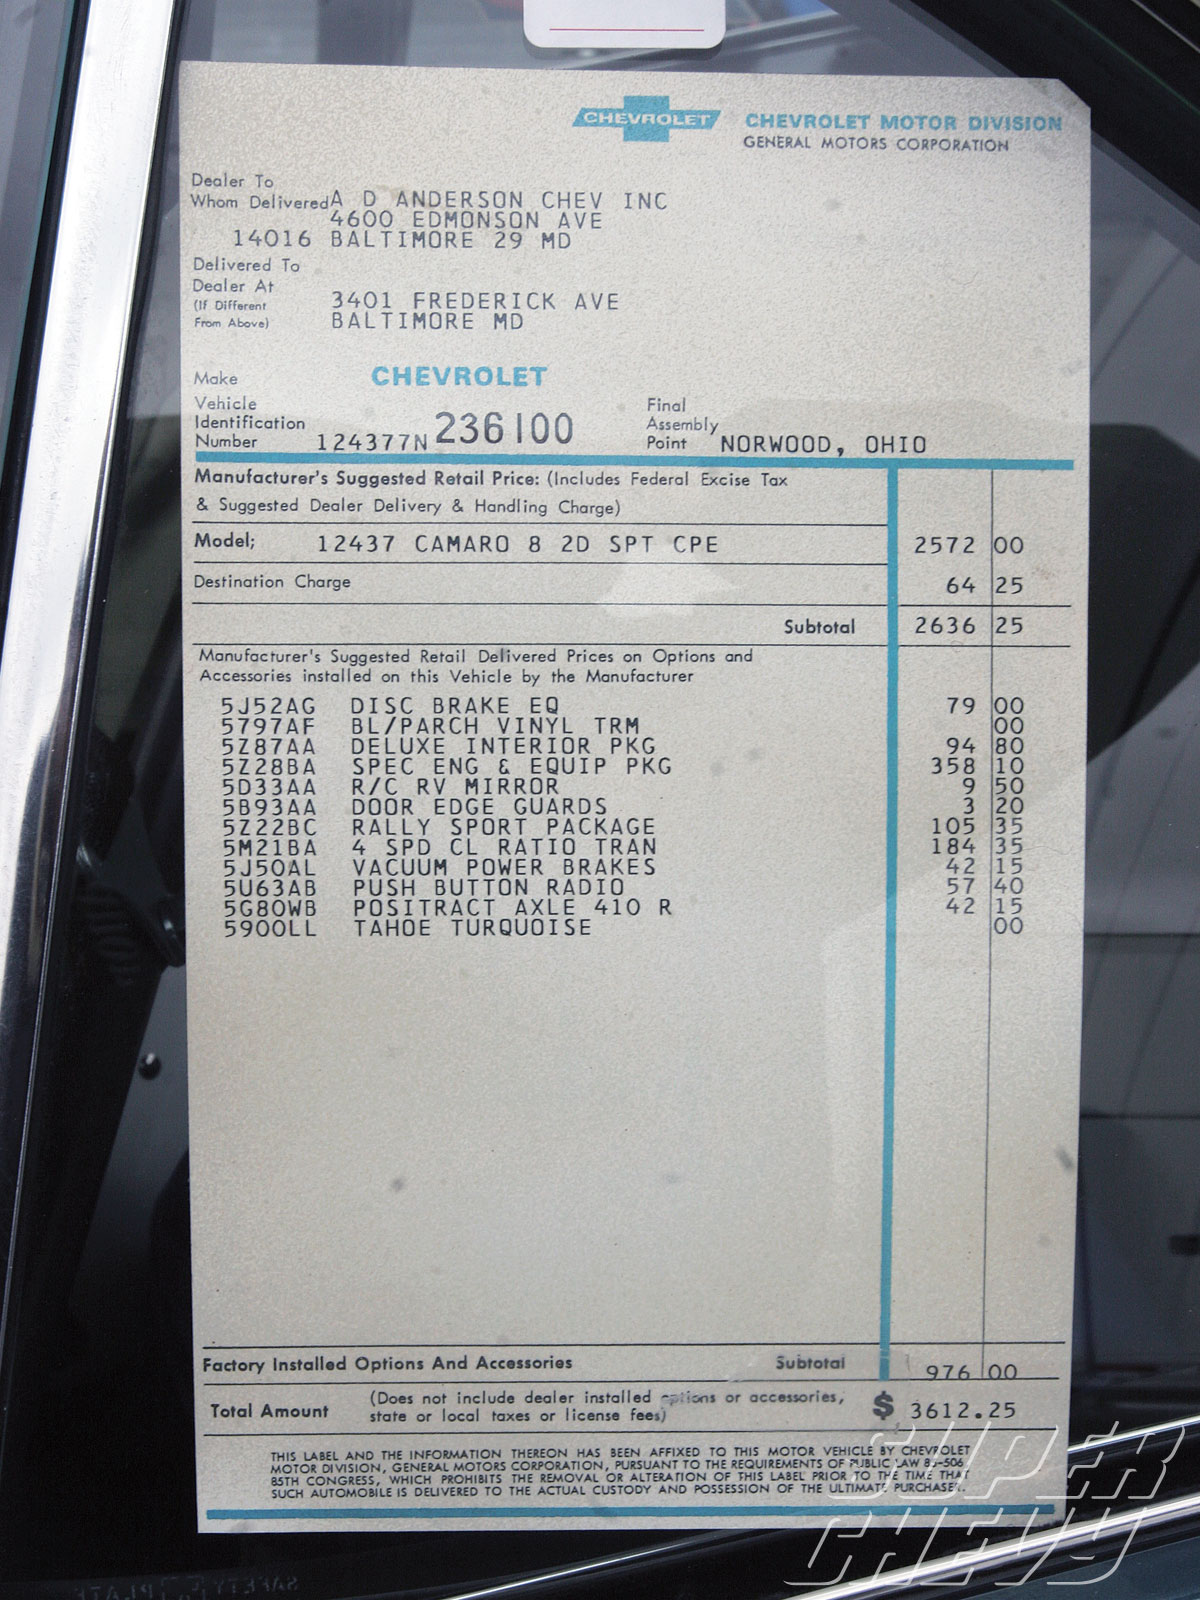 CHEVROLET
CHEVROLET MOTOR DIVISION
GENERAL MOTORS CORPORATION
Dealer To
Whom Delivered A D ANDERSON CHEV INC
4600 EDMONSON AVE
14016 BALTIMORE 29 MD
Delivered To
Dealer At
(If Different 3401 FREDERICK AVE
From Above) BALTIMORE MD
Make CHEVROLET
Vehicle
Identification
Number 124377N 236100
Final
Assembly
Point NORWOOD, OHIO
Manufacturer's Suggested Retail Price: (Includes Federal Excise Tax
& Suggested Dealer Delivery & Handling Charge)
Model; 12437 CAMARO 8 2D SPT CPE 2572 00
Destination Charge 64 25
Subtotal 2636 25
Manufacturer's Suggested Retail Delivered Prices on Options and
Accessories installed on this Vehicle by the Manufacturer
5J52AG DISC BRAKE EQ 79 00
5797AF BL/PARCH VINYL TRM 00
5Z87AA DELUXE INTERIOR PKG 94 80
5Z28BA SPEC ENG & EQUIP PKG 358 10
5D33AA R/C RV MIRROR 9 50
5B93AA DOOR EDGE GUARDS 3 20
5Z22BC RALLY SPORT PACKAGE 105 35
5M21BA 4 SPD CL RATIO TRAN 184 35
5J50AL VACUUM POWER BRAKES 42 15
5U63AB PUSH BUTTON RADIO 57 40
5G80WB POSITRACT AXLE 410 R 42 15
5900LL TAHOE TURQUOISE 00
Factory Installed Options And Accessories Subtotal 976 00
Total Amount (Does not include dealer installed options or accessories,
state or local taxes or license fees) $ 3612.25
THIS LABEL AND THE INFORMATION THEREON HAS BEEN AFFIXED TO THIS MOTOR VEHICLE BY CHEVROLET
MOTOR DIVISION, GENERAL MOTORS CORPORATION, PURSUANT TO THE REQUIREMENTS OF PUBLIC LAW 85-506
85TH CONGRESS, WHICH PROHIBITS THE REMOVAL OR ALTERATION OF THIS LABEL PRIOR TO THE TIME THAT
SUCH AUTOMOBILE IS DELIVERED TO THE ACTUAL CUSTODY AND POSSESSION OF THE ULTIMATE PURCHASER.
SUPER
CHEVY